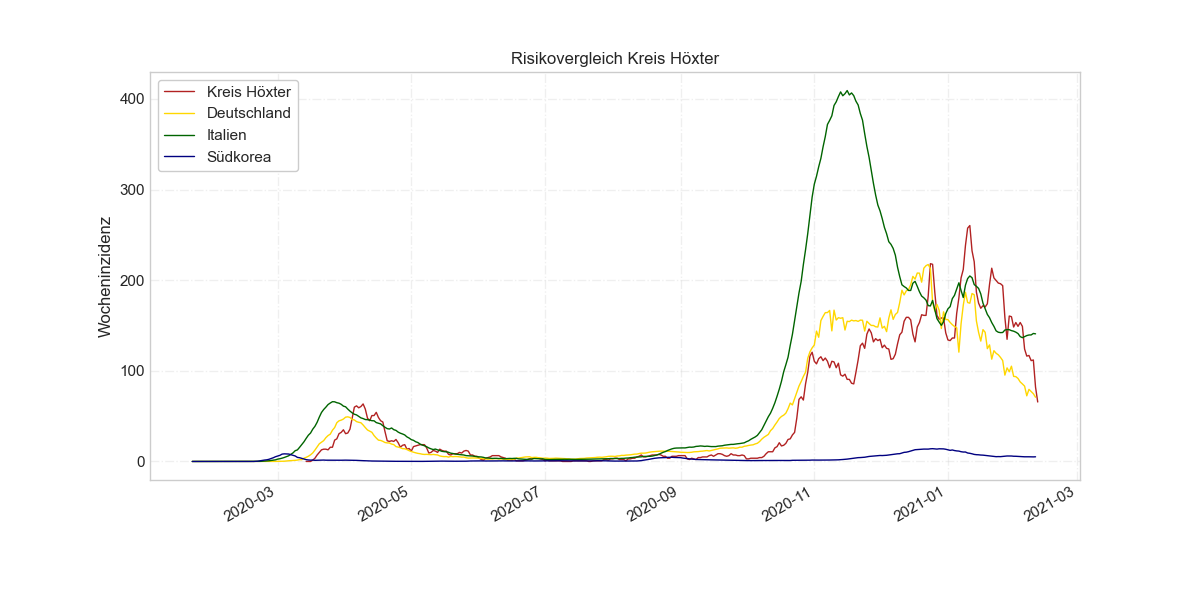 Risikovergleich Kreis Höxter
Kreis Höxter
Deutschland
Italien
Südkorea
Wocheninzidenz
400
300
200
100
0
2020-03
2020-05
2020-07
2020-09
2020-11
2021-01
2021-03